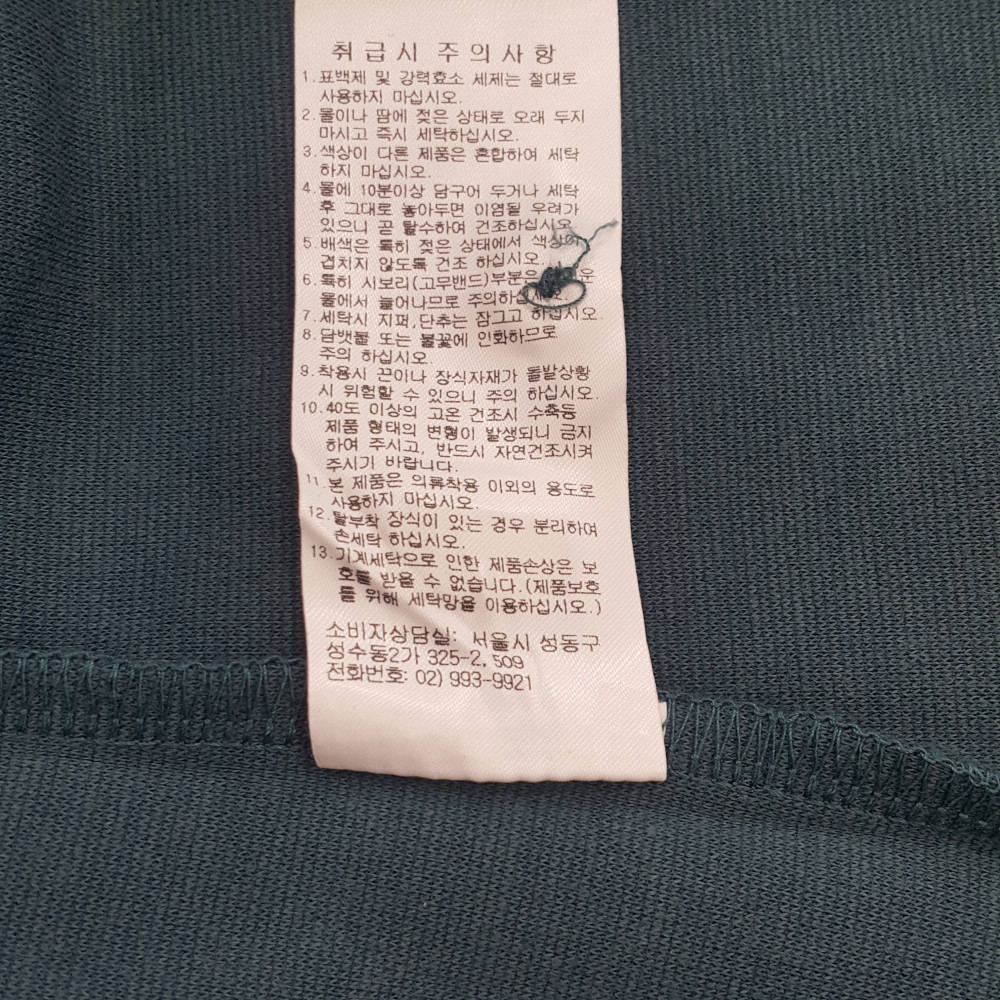 취급시 주의사항
1.표백제 및 강력효소 세제는 절대로
사용하지 마십시오.
2.물이나 땀에 젖은 상태로 오래 두지
마시고 즉시 세탁하십시오.
3.색상이 다른 제품은 혼합하여 세탁
하지 마십시오.
4.물에 10분이상 담구어 두거나 세탁
후 그대로 놓아두면 이염될 우려가
있으니 곧 탈수하여 건조하십시오.
5.배색은 특히 젖은 상태에서 색상이
겹치지 않도록 건조 하십시오.
6.특히 시보리(고무밴드)부분은
물에서 늘어나므로 주의하십시오.
7.세탁시 지퍼,단추는 잠그고 하십시오.
8.담뱃불 또는 불꽃에 인화하므로
주의 하십시오.
9.착용시 끈이나 장식자재가 돌발상황
시 위험할 수 있으니 주의 하십시오.
10.40도 이상의 고온 건조시 수축등
제품 형태의 변형이 발생되니 금지
하여 주시고, 반드시 자연건조시켜
주시기 바랍니다.
11.본 제품은 의류착용 이외의 용도로
사용하지 마십시오.
12.탈부착 장식이 있는 경우 분리하여
손세탁 하십시오.
13.기계세탁으로 인한 제품손상은 보
호를 받을 수 없습니다.(제품보호
를 위해 세탁망을 이용하십시오.)
소비자상담실: 서울시 성동구
성수동2가 325-2, 509
전화번호: 02) 993-9921